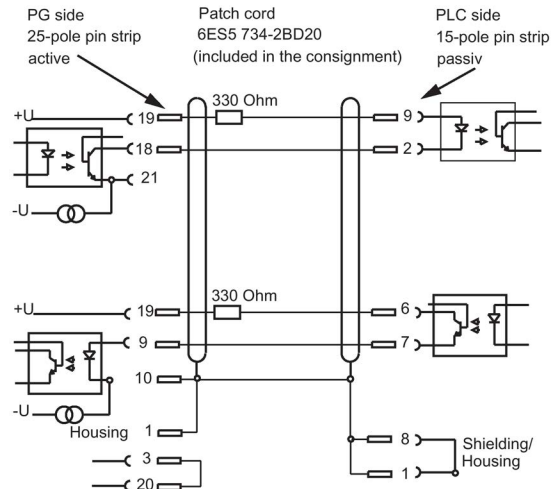 PG side
25-pole pin strip
active
Patch cord
6ES5 734-2BD20
(included in the consignment)
PLC side
15-pole pin strip
passiv
330 Ohm
+U 19 9
18 2
21
-U
330 Ohm
+U 19 6
9 7
10
-U
Housing 1
8
Shielding/
Housing
3
1
20